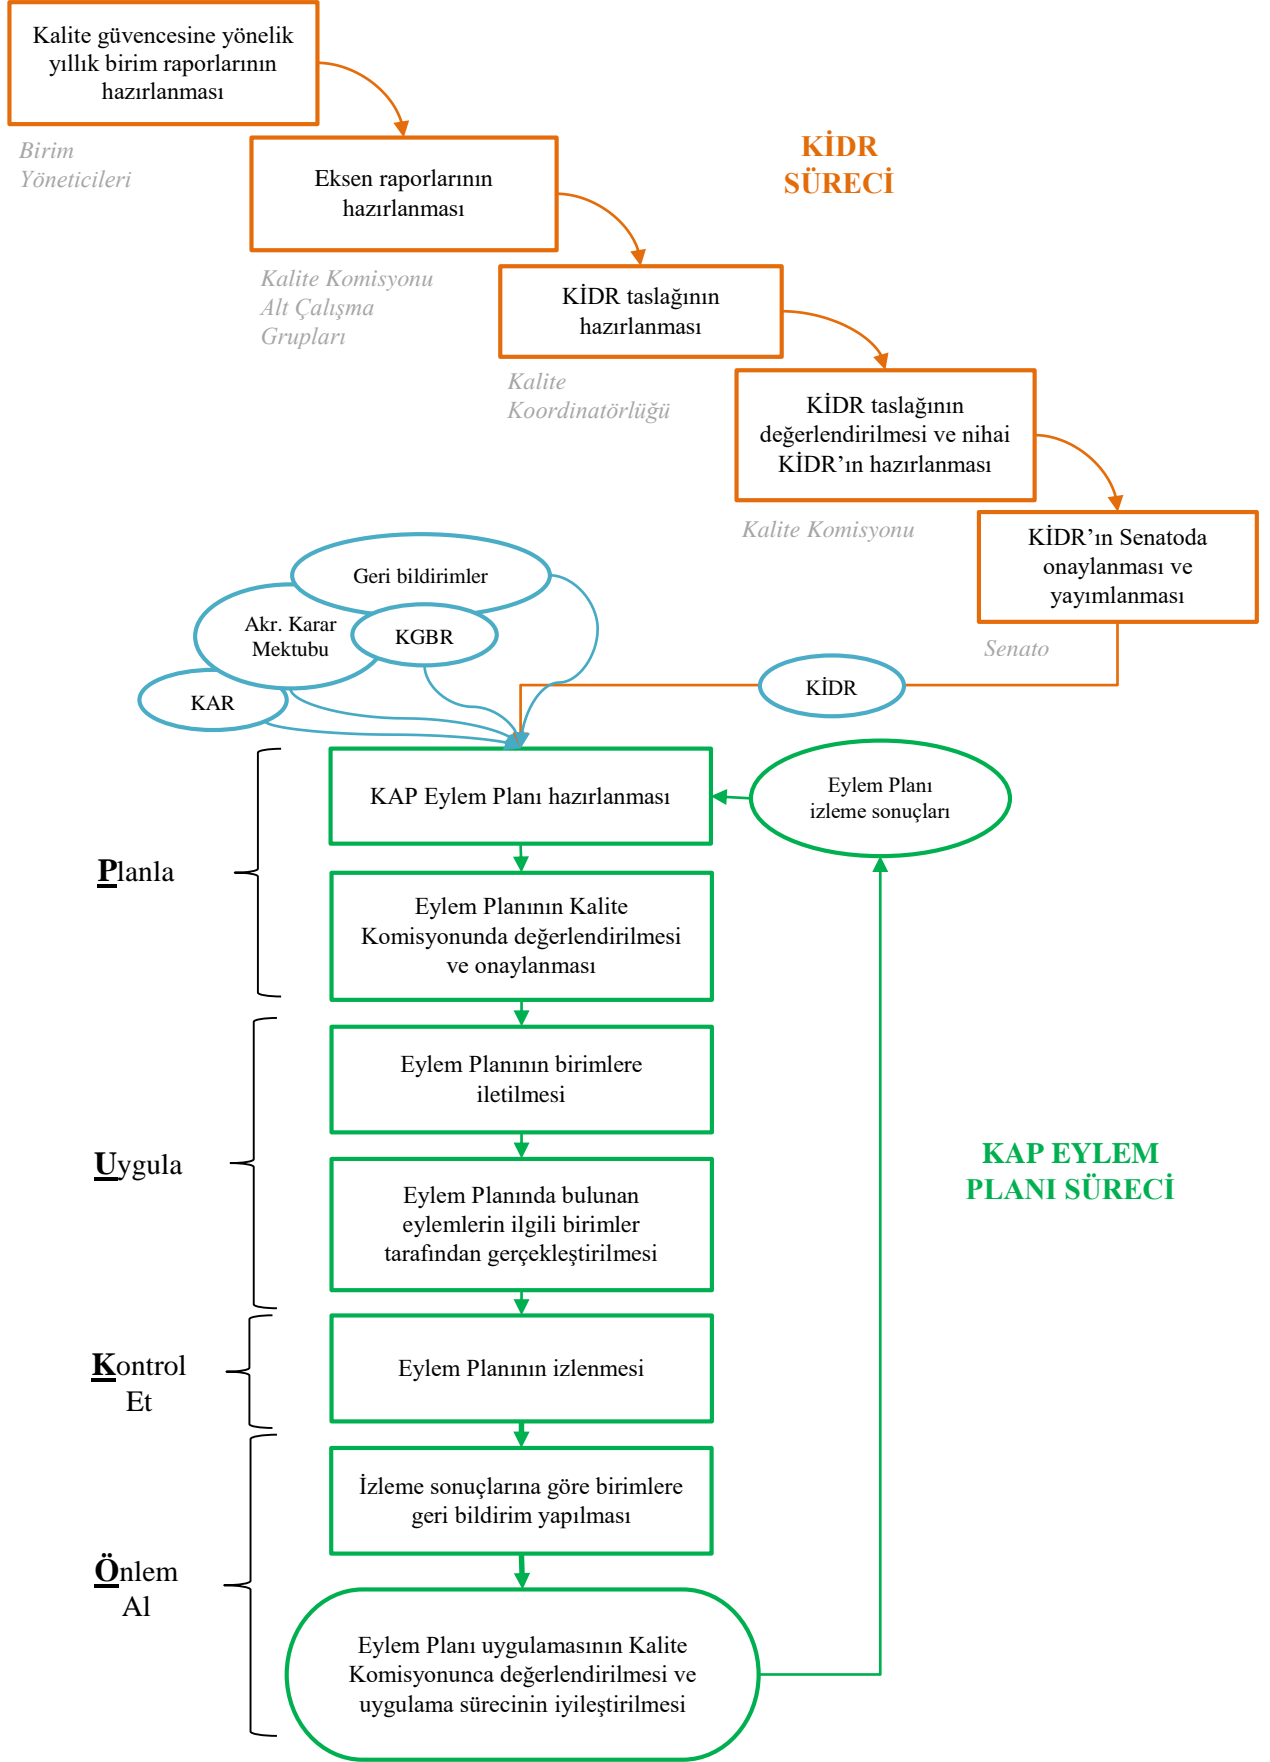 Kalite güvencesine yönelik
yıllık birim raporlarının
hazırlanması
Birim
Yöneticileri
KİDR
SÜRECİ
Eksen raporlarının
hazırlanması
Kalite Komisyonu
Alt Çalışma
Grupları
KİDR taslağının
hazırlanması
Kalite
Koordinatörlüğü
KİDR taslağının
değerlendirilmesi ve nihai
KİDR’ın hazırlanması
Kalite Komisyonu
KİDR’ın Senatoda
onaylanması ve
yayımlanması
Senato
Geri bildirimler
Akr. Karar
Mektubu
KGBR
KAR
KİDR
KAP Eylem Planı hazırlanması
Eylem Planı
izleme sonuçları
Planla
Eylem Planının Kalite
Komisyonunda değerlendirilmesi
ve onaylanması
Eylem Planının birimlere
iletilmesi
Uygula
Eylem Planında bulunan
eylemlerin ilgili birimler
tarafından gerçekleştirilmesi
KAP EYLEM
PLANI SÜRECİ
Kontrol
Et
Eylem Planının izlenmesi
İzleme sonuçlarına göre birimlere
geri bildirim yapılması
Önlem
Al
Eylem Planı uygulamasının Kalite
Komisyonunca değerlendirilmesi ve
uygulama sürecinin iyileştirilmesi